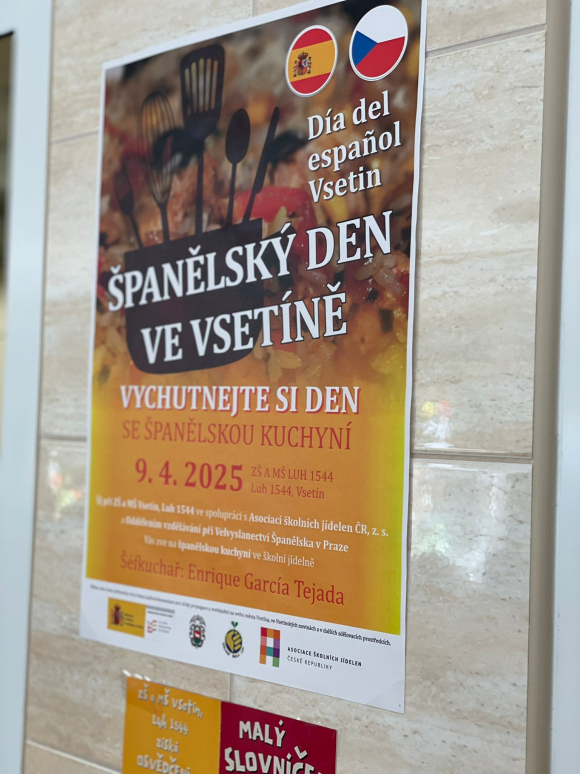 Día del
español
Vsetin
ŠPANĚLSKÝ DEN
VE VSETÍNĚ
VYCHUTNEJTE SI DEN
SE ŠPANĚLSKOU KUCHYNÍ
9. 4. 2025
ZŠ A MŠ LUH 1544
Luh 1544, Vsetín
při ZŠ a MŠ Vsetín, Luh 1544 ve spolupráci s Asociací školních jídelen ČR, z. s.
a Oddělením vzdělávání při Velvyslanectví Španělska v Praze
Vás zve na španělskou kuchyni ve školní jídelně
Šéfkuchař: Enrique García Tejada
ASOCIACE ŠKOLNÍCH JÍDELEN
ČESKÉ REPUBLIKY
ZŠ a MŠ Vsetín,
Luh 1544
získá
OSVĚDČENÍ
MALÝ
SLOVNÍČEK